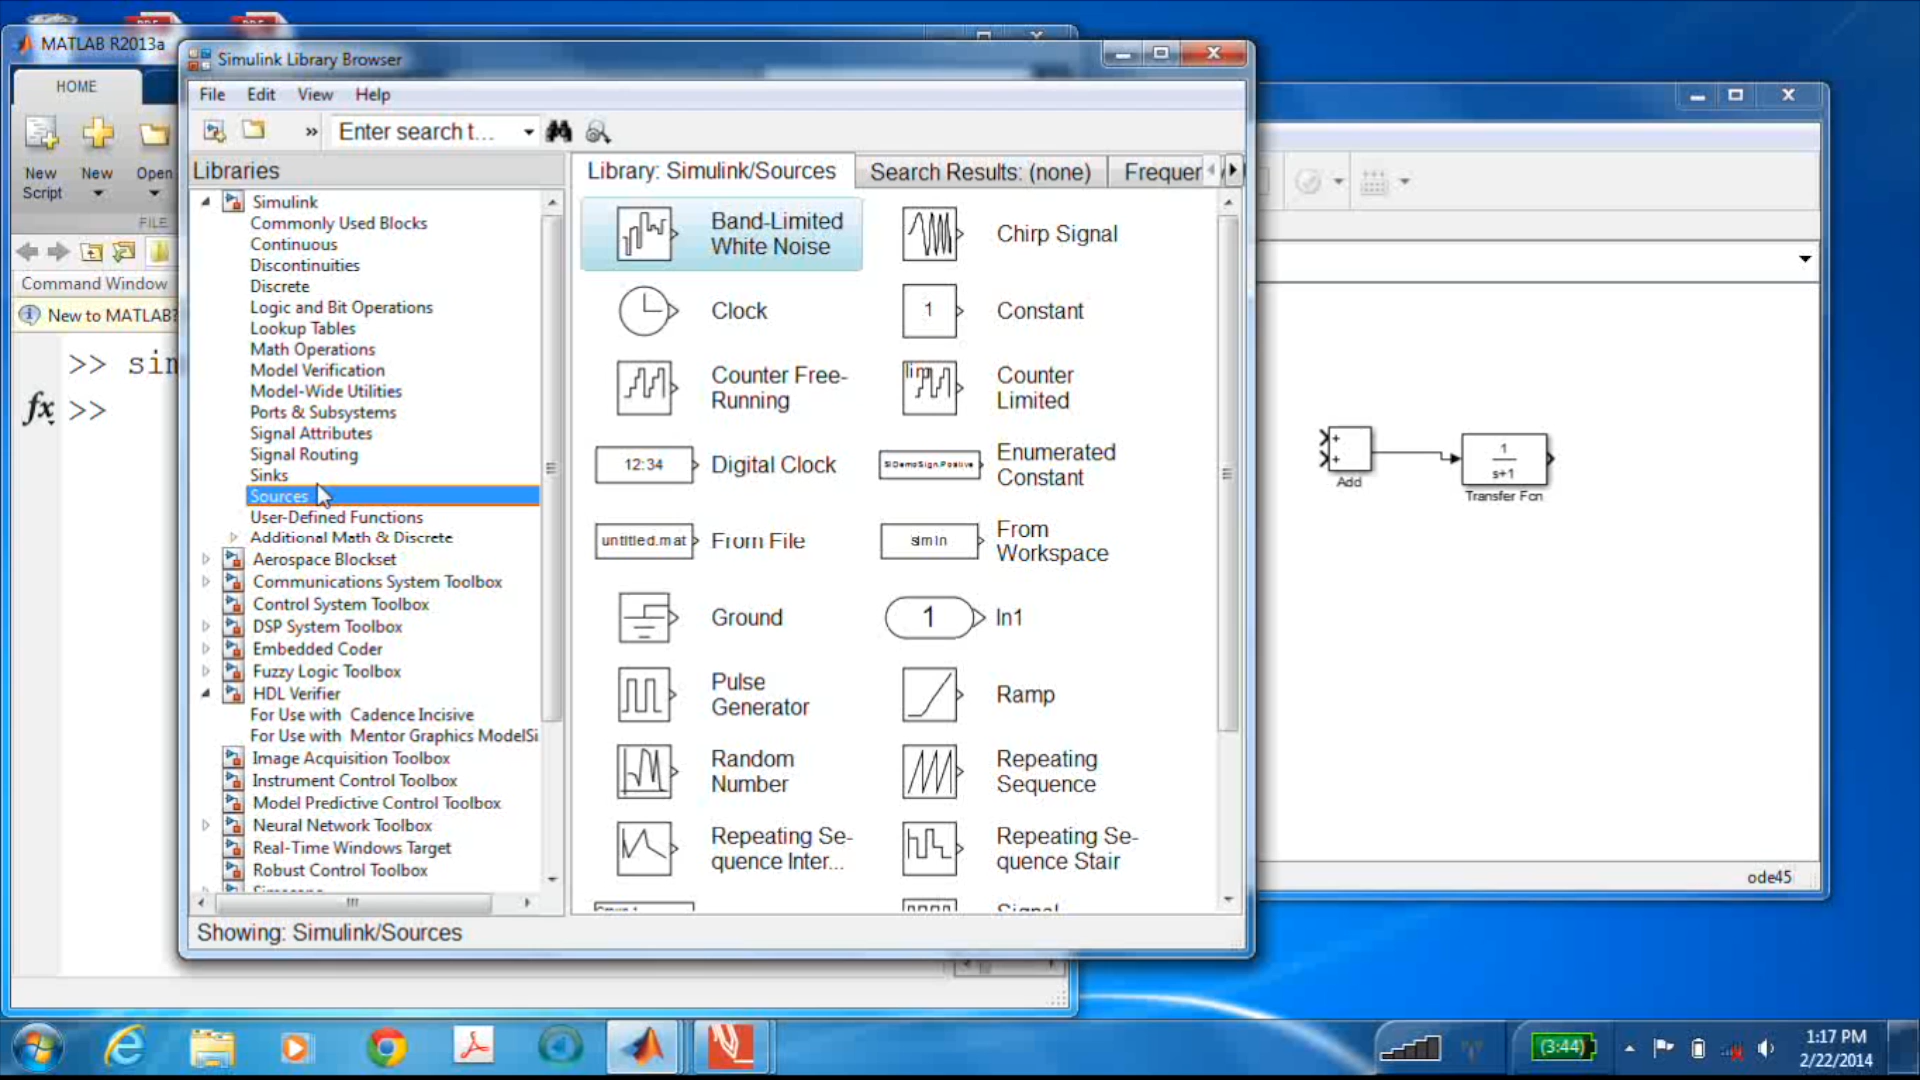 MATLAB R2013a
HOME
New
Script
New
Open
FILE
Command Window
New to MATLAB?
>> sim
fx >>
Simulink Library Browser
File Edit View Help
» Enter search t...
Libraries
Simulink
Commonly Used Blocks
Continuous
Discontinuities
Discrete
Logic and Bit Operations
Lookup Tables
Math Operations
Model Verification
Model-Wide Utilities
Ports & Subsystems
Signal Attributes
Signal Routing
Sinks
Sources
User-Defined Functions
Additional Math & Discrete
Aerospace Blockset
Communications System Toolbox
Control System Toolbox
DSP System Toolbox
Embedded Coder
Fuzzy Logic Toolbox
HDL Verifier
For Use with Cadence Incisive
For Use with Mentor Graphics ModelSi
Image Acquisition Toolbox
Instrument Control Toolbox
Model Predictive Control Toolbox
Neural Network Toolbox
Real-Time Windows Target
Robust Control Toolbox
Library: Simulink/Sources
Search Results: (none)
Frequer
Band-Limited
White Noise
Chirp Signal
Clock
1
Constant
Counter Free-
Running
lim
Counter
Limited
12:34
Digital Clock
SlDemoSign.Positive
Enumerated
Constant
untitled.mat
From File
simin
From
Workspace
Ground
1
In1
Pulse
Generator
Ramp
Random
Number
Repeating
Sequence
Repeating Se-
quence Inter...
Repeating Se-
quence Stair
Signal
Showing: Simulink/Sources
+
+
Add
1
s+1
Transfer Fcn
ode45
(3:44)
1:17 PM
2/22/2014